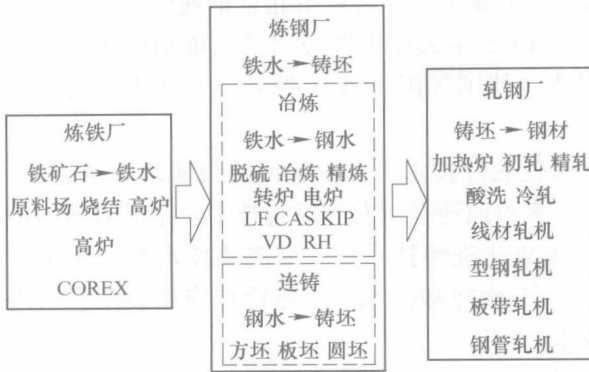 炼铁厂
铁矿石→铁水
原料场 烧结 高炉
高炉
COREX
炼钢厂
铁水→铸坯
冶炼
铁水→钢水
脱硫 冶炼 精炼
转炉 电炉
LF CAS KIP
VD RH
连铸
钢水→铸坯
方坯 板坯 圆坯
轧钢厂
铸坯→钢材
加热炉 初轧 精轧
酸洗 冷轧
线材轧机
型钢轧机
板带轧机
钢管轧机